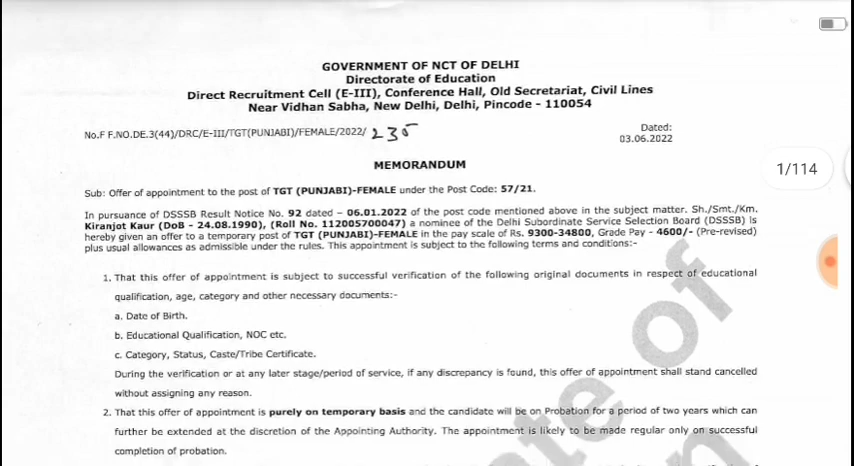 GOVERNMENT OF NCT OF DELHI
Directorate of Education
Direct Recruitment Cell (E-III), Conference Hall, Old Secretariat, Civil Lines
Near Vidhan Sabha, New Delhi, Delhi, Pincode - 110054
No.F F.NO.DE.3(44)/DRC/E-III/TGT(PUNJABI)/FEMALE/2022/ 235
Dated:
03.06.2022
MEMORANDUM
1/114
Sub: Offer of appointment to the post of TGT (PUNJABI)-FEMALE under the Post Code: 57/21.
In pursuance of DSSSB Result Notice No. 92 dated - 06.01.2022 of the post code mentioned above in the subject matter. Sh./Smt./Km.
Kiranjot Kaur (DoB - 24.08.1990), (Roll No. 112005700047) a nominee of the Delhi Subordinate Service Selection Board (DSSSB) is
hereby given an offer to a temporary post of TGT (PUNJABI)-FEMALE in the pay scale of Rs. 9300-34800, Grade Pay - 4600/- (Pre-revised)
plus usual allowances as admissible under the rules. This appointment is subject to the following terms and conditions:-
1. That this offer of appointment is subject to successful verification of the following original documents in respect of educational
qualification, age, category and other necessary documents:-
a. Date of Birth.
b. Educational Qualification, NOC etc.
c. Category, Status, Caste/Tribe Certificate.
During the verification or at any later stage/period of service, if any discrepancy is found, this offer of appointment shall stand cancelled
without assigning any reason.
2. That this offer of appointment is purely on temporary basis and the candidate will be on Probation for a period of two years which can
further be extended at the discretion of the Appointing Authority. The appointment is likely to be made regular only on successful
completion of probation.